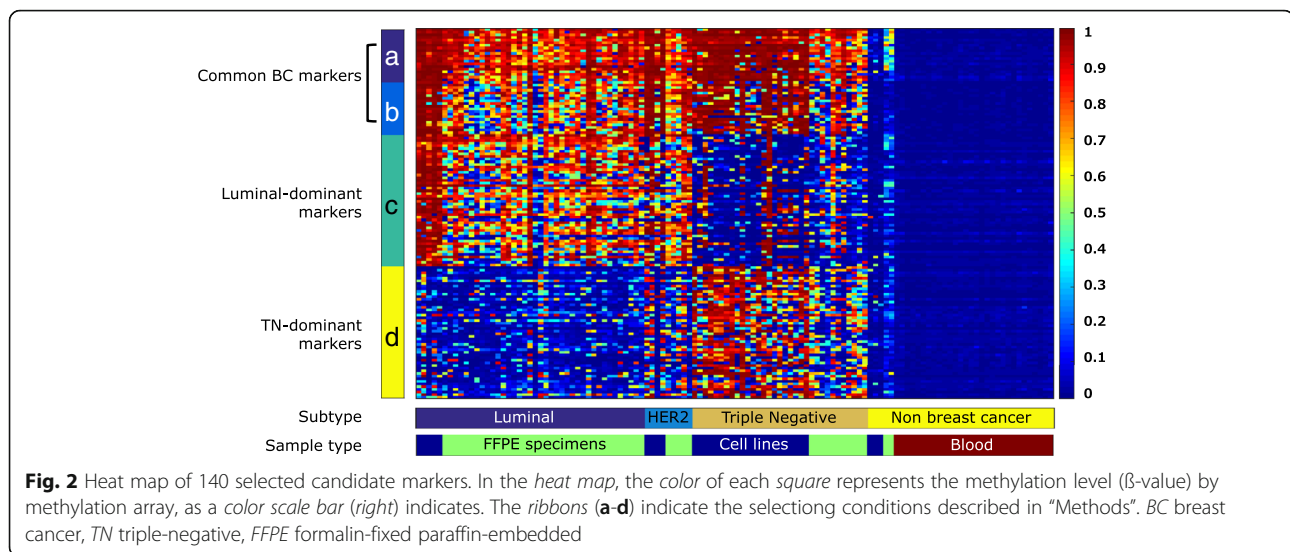 Common BC markers
a
b
Luminal-dominant markers
c
TN-dominant markers
d
1
0.9
0.8
0.7
0.6
0.5
0.4
0.3
0.2
0.1
0
Subtype
Luminal
HER2
Triple Negative
Non breast cancer
Sample type
FFPE specimens
Cell lines
Blood
Fig. 2 Heat map of 140 selected candidate markers. In the heat map, the color of each square represents the methylation level (ß-value) by
methylation array, as a color scale bar (right) indicates. The ribbons (a-d) indicate the selectiong conditions described in “Methods”. BC breast
cancer, TN triple-negative, FFPE formalin-fixed paraffin-embedded